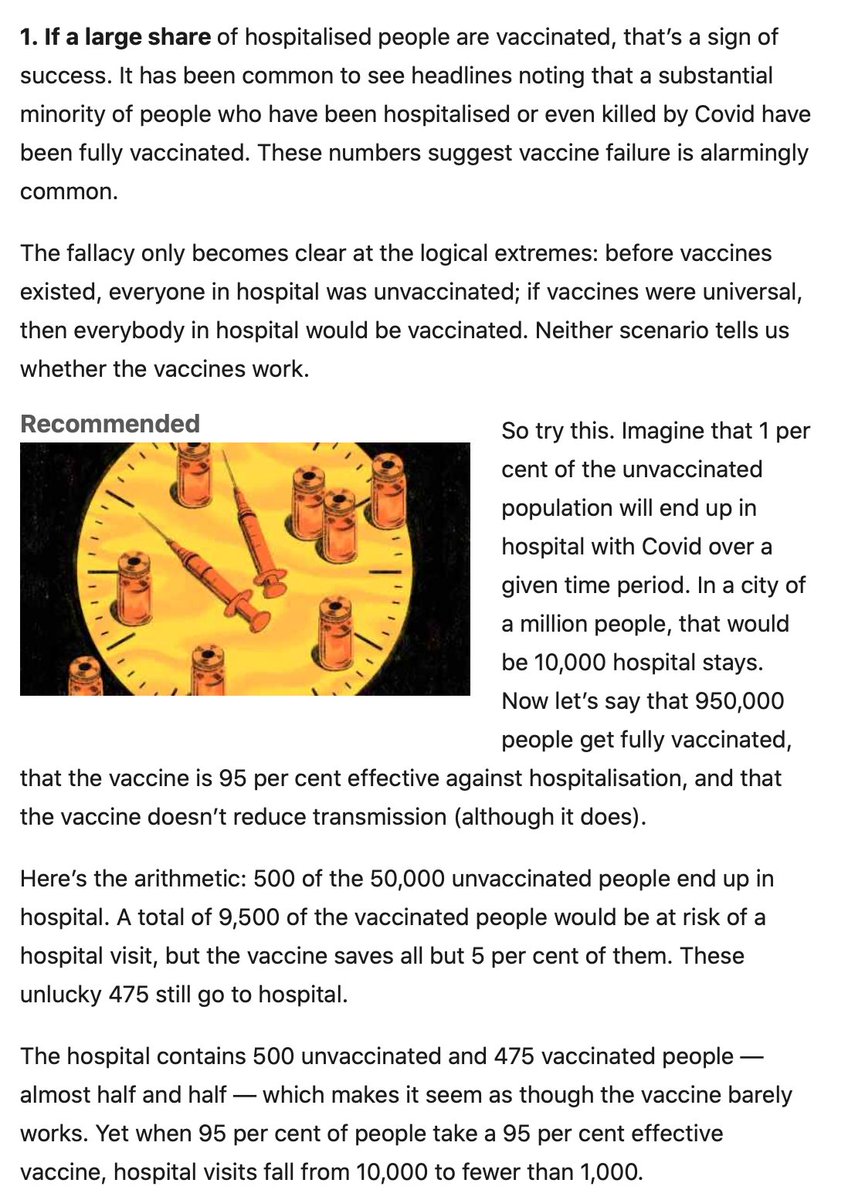 1. If a large share of hospitalised people are vaccinated, that’s a sign of
success. It has been common to see headlines noting that a substantial
minority of people who have been hospitalised or even killed by Covid have
been fully vaccinated. These numbers suggest vaccine failure is alarmingly
common.
The fallacy only becomes clear at the logical extremes: before vaccines
existed, everyone in hospital was unvaccinated; if vaccines were universal,
then everybody in hospital would be vaccinated. Neither scenario tells us
whether the vaccines work.
Recommended
So try this. Imagine that 1 per
cent of the unvaccinated
population will end up in
hospital with Covid over a
given time period. In a city of
a million people, that would
be 10,000 hospital stays.
Now let’s say that 950,000
people get fully vaccinated,
that the vaccine is 95 per cent effective against hospitalisation, and that
the vaccine doesn’t reduce transmission (although it does).
Here’s the arithmetic: 500 of the 50,000 unvaccinated people end up in
hospital. A total of 9,500 of the vaccinated people would be at risk of a
hospital visit, but the vaccine saves all but 5 per cent of them. These
unlucky 475 still go to hospital.
The hospital contains 500 unvaccinated and 475 vaccinated people —
almost half and half — which makes it seem as though the vaccine barely
works. Yet when 95 per cent of people take a 95 per cent effective
vaccine, hospital visits fall from 10,000 to fewer than 1,000.